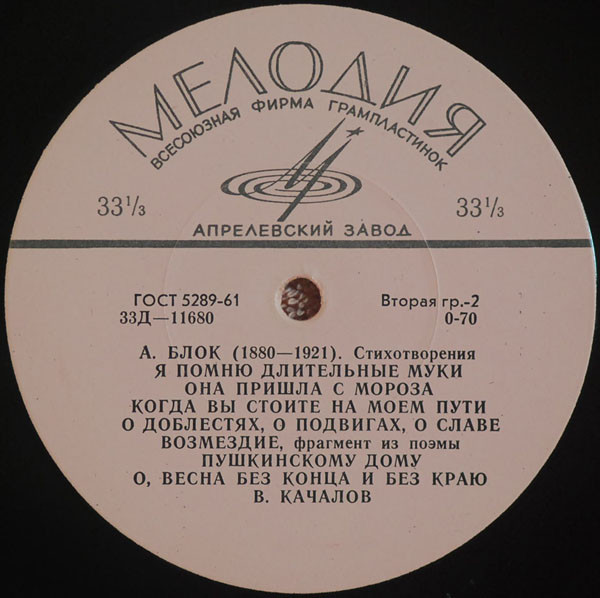 МЕЛОДИЯ
ВСЕСОЮЗНАЯ ФИРМА ГРАМПЛАСТИНОК
33⅓ 33⅓
АПРЕЛЕВСКИЙ ЗАВОД
ГОСТ 5289-61 Вторая гр.-2
33Д—11680 0-70
А. БЛОК (1880—1921). Стихотворения
Я ПОМНЮ ДЛИТЕЛЬНЫЕ МУКИ
ОНА ПРИШЛА С МОРОЗА
КОГДА ВЫ СТОИТЕ НА МОЕМ ПУТИ
О ДОБЛЕСТЯХ, О ПОДВИГАХ, О СЛАВЕ
ВОЗМЕЗДИЕ, фрагмент из поэмы
ПУШКИНСКОМУ ДОМУ
О, ВЕСНА БЕЗ КОНЦА И БЕЗ КРАЮ
В. КАЧАЛОВ